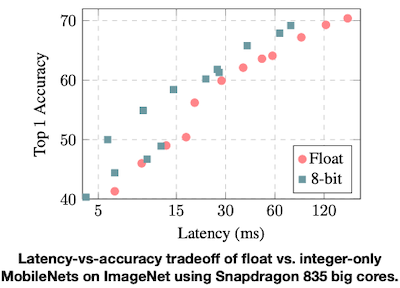 70
60
50
40
Top 1 Accuracy
Float
8-bit
5 15 30 60 120
Latency (ms)
Latency-vs-accuracy tradeoff of float vs. integer-only
MobileNets on ImageNet using Snapdragon 835 big cores.